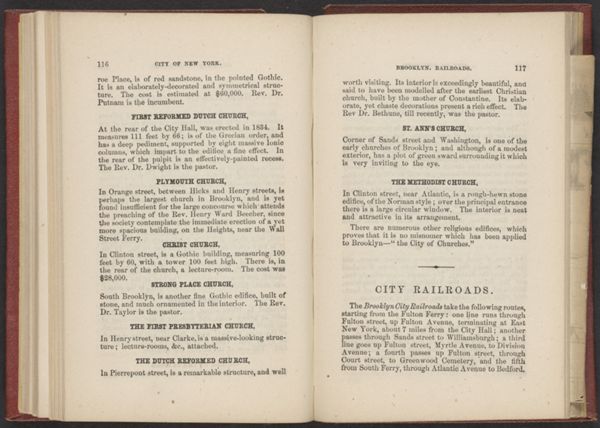 116
CITY OF NEW YORK.
roe Place, is of red sandstone, in the pointed Gothic.
It is an elaborately-decorated and symmetrical struc-
ture. The cost is estimated at $60,000. Rev. Dr.
Putnam is the incumbent.
FIRST REFORMED DUTCH CHURCH,
At the rear of the City Hall, was erected in 1834. It
measures 111 feet by 66; is of the Grecian order, and
has a deep pediment, supported by eight massive Ionic
columns, which impart to the edifice a fine effect. In
the rear of the pulpit is an effectively-painted recess.
The Rev. Dr. Dwight is the pastor.
PLYMOUTH CHURCH,
In Orange street, between Hicks and Henry streets, is
perhaps the largest church in Brooklyn, and is yet
found insufficient for the large concourse which attends
the preaching of the Rev. Henry Ward Beecher, since
the society contemplate the immediate erection of a yet
more spacious building, on the Heights, near the Wall
Street Ferry.
CHRIST CHURCH,
In Clinton street, is a Gothic building, measuring 100
feet by 60, with a tower 100 feet high. There is, in
the rear of the church, a lecture-room. The cost was
$28,000.
STRONG PLACE CHURCH,
South Brooklyn, is another fine Gothic edifice, built of
stone, and much ornamented in the interior. The Rev.
Dr. Taylor is the pastor.
THE FIRST PRESBYTERIAN CHURCH,
In Henry street, near Clarke, is a massive-looking struc-
ture; lecture-rooms, &c., attached.
THE DUTCH REFORMED CHURCH,
In Pierrepont street, is a remarkable structure, and well
BROOKLYN. RAILROADS.
117
worth visiting. Its interior is exceedingly beautiful, and
said to have been modelled after the earliest Christian
church, built by the mother of Constantine. Its elab-
orate, yet chaste decorations present a rich effect. The
Rev Dr. Bethune, till recently, was the pastor.
ST. ANN'S CHURCH,
Corner of Sands street and Washington, is one of the
early churches of Brooklyn; and although of a modest
exterior, has a plot of green sward surrounding it which
is very inviting to the eye.
THE METHODIST CHURCH,
In Clinton street, near Atlantic, is a rough-hewn stone
edifice, of the Norman style; over the principal entrance
there is a large circular window. The interior is neat
and attractive in its arrangement.
There are numerous other religious edifices, which
proves that it is no misnomer which has been applied
to Brooklyn—"the City of Churches."
CITY RAILROADS.
The Brooklyn City Railroads take the following routes,
starting from the Fulton Ferry: one line runs through
Fulton street, up Fulton Avenue, terminating at East
New York, about 7 miles from the City Hall; another
passes through Sands street to Williamsburgh; a third
line goes up Fulton street, Myrtle Avenue, to Division
Avenue; a fourth passes up Fulton street, through
Court street, to Greenwood Cemetery, and the fifth
from South Ferry, through Atlantic Avenue to Bedford.